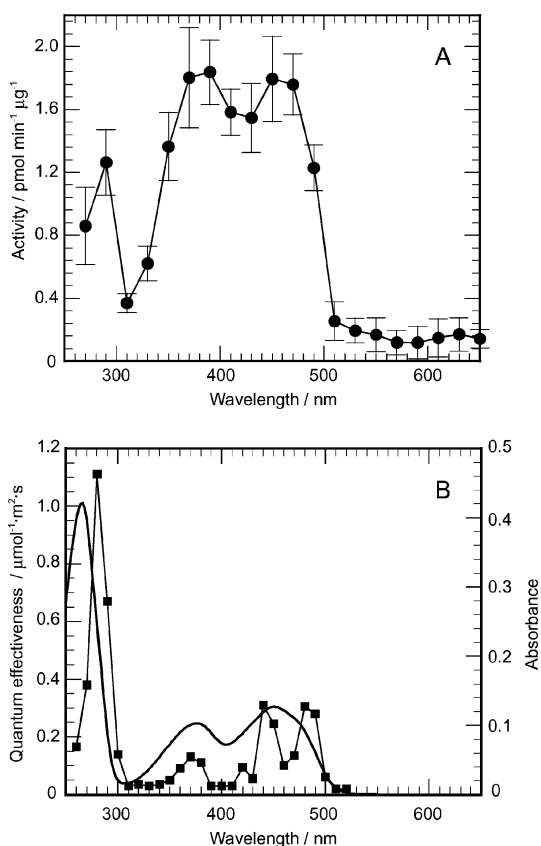 A
2.0
1.6
1.2
0.8
0.4
0
Activity / pmol min⁻¹ µg⁻¹
300 400 500 600
Wavelength / nm
B
1.2
1.0
0.8
0.6
0.4
0.2
0
Quantum effectiveness / µmol⁻¹·m²·s
0.5
0.4
0.3
0.2
0.1
0
Absorbance
300 400 500 600
Wavelength / nm